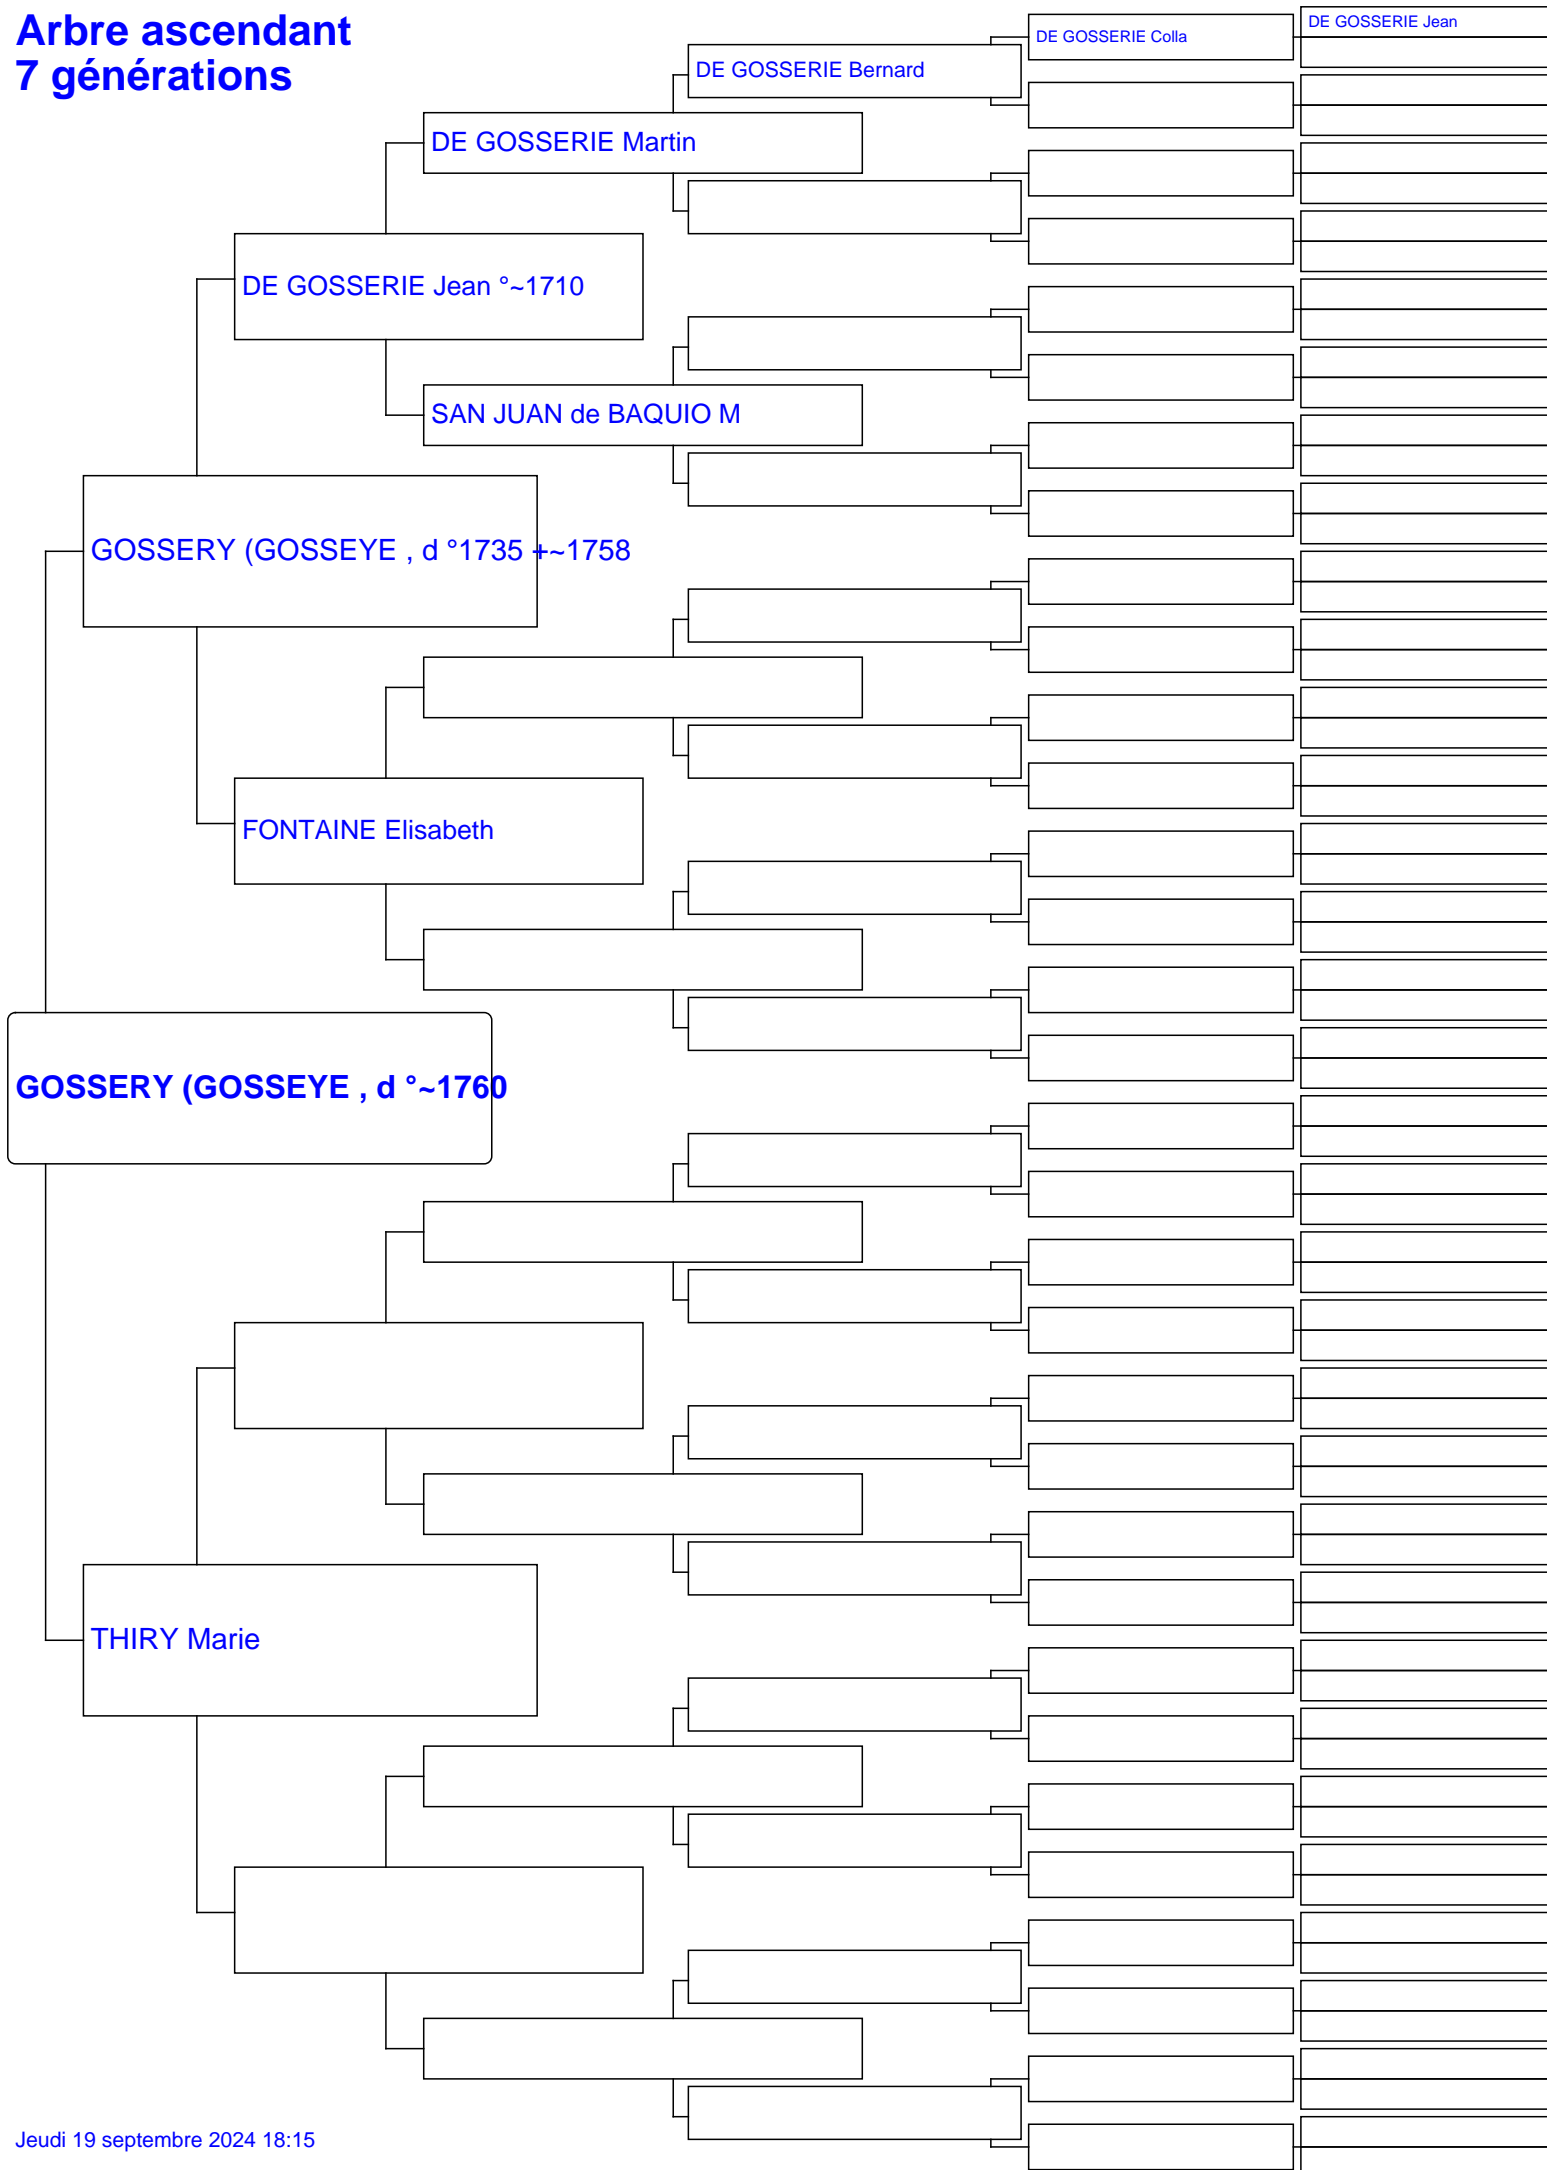 Arbre ascendant
7 générations
DE GOSSERIE Jean
DE GOSSERIE Colla
DE GOSSERIE Bernard
DE GOSSERIE Martin
DE GOSSERIE Jean °~1710
SAN JUAN de BAQUIO M
GOSSERY (GOSSEYE , d °1735 +~1758
FONTAINE Elisabeth
GOSSERY (GOSSEYE , d °~1760
THIRY Marie
Jeudi 19 septembre 2024 18:15